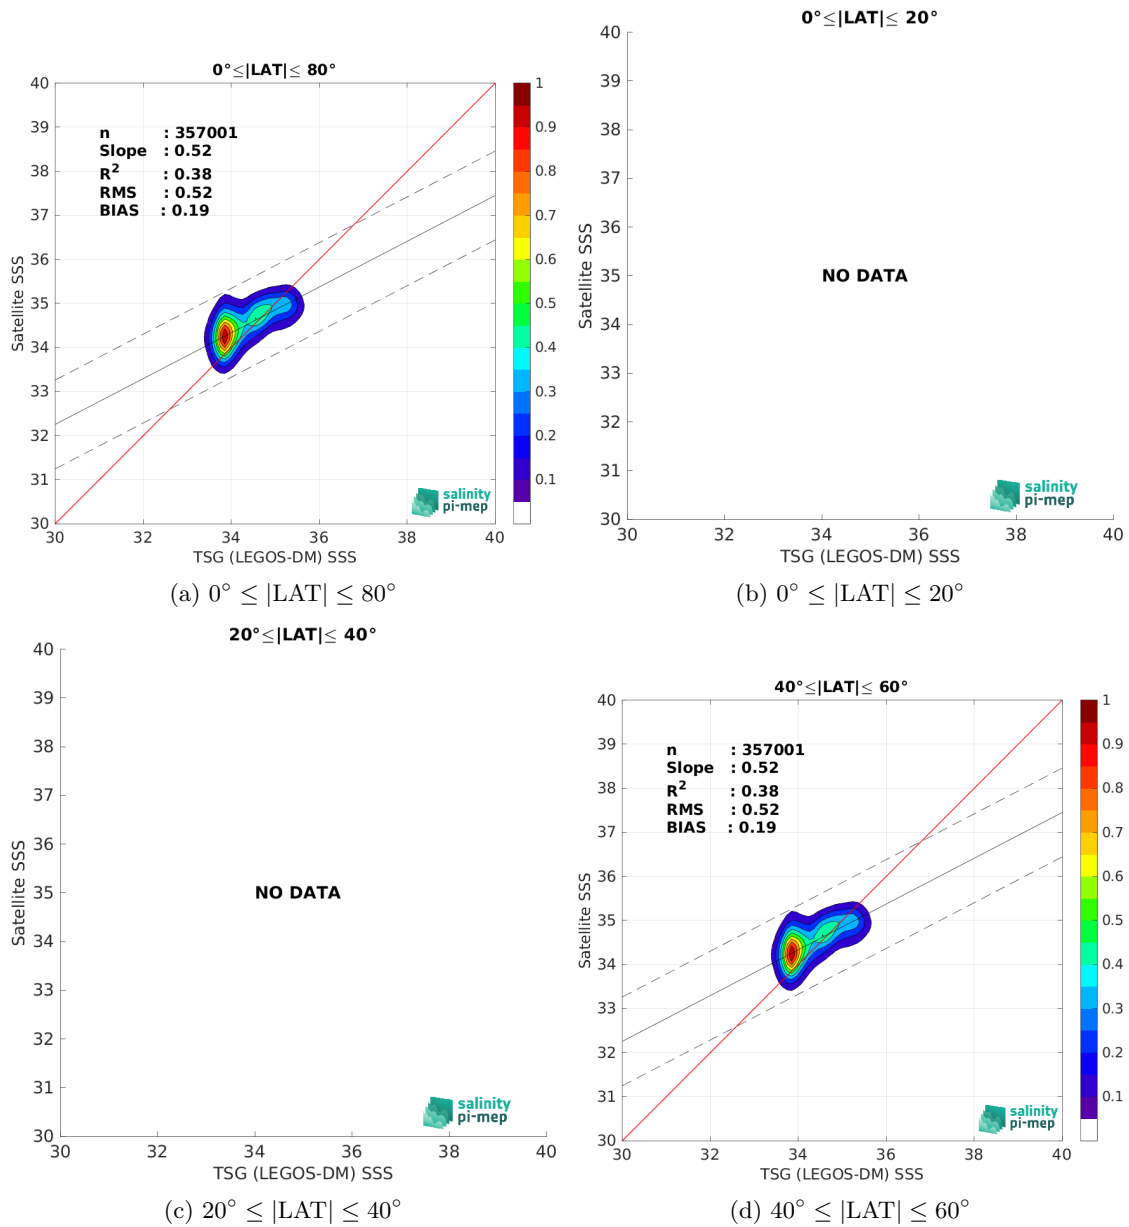 0°≤|LAT|≤ 80°
40
39
38
37
36
35
34
33
32
31
30
30
32
34
36
38
40
Satellite SSS
TSG (LEGOS-DM) SSS
n : 357001
Slope : 0.52
R² : 0.38
RMS : 0.52
BIAS : 0.19
1
0.9
0.8
0.7
0.6
0.5
0.4
0.3
0.2
0.1
salinity
pi-mep
(a) 0° ≤ |LAT| ≤ 80°
0°≤|LAT|≤ 20°
40
39
38
37
36
35
34
33
32
31
30
30
32
34
36
38
40
Satellite SSS
TSG (LEGOS-DM) SSS
NO DATA
salinity
pi-mep
(b) 0° ≤ |LAT| ≤ 20°
20°≤|LAT|≤ 40°
40
39
38
37
36
35
34
33
32
31
30
30
32
34
36
38
40
Satellite SSS
TSG (LEGOS-DM) SSS
NO DATA
salinity
pi-mep
(c) 20° ≤ |LAT| ≤ 40°
40°≤|LAT|≤ 60°
40
39
38
37
36
35
34
33
32
31
30
30
32
34
36
38
40
Satellite SSS
TSG (LEGOS-DM) SSS
n : 357001
Slope : 0.52
R² : 0.38
RMS : 0.52
BIAS : 0.19
1
0.9
0.8
0.7
0.6
0.5
0.4
0.3
0.2
0.1
salinity
pi-mep
(d) 40° ≤ |LAT| ≤ 60°